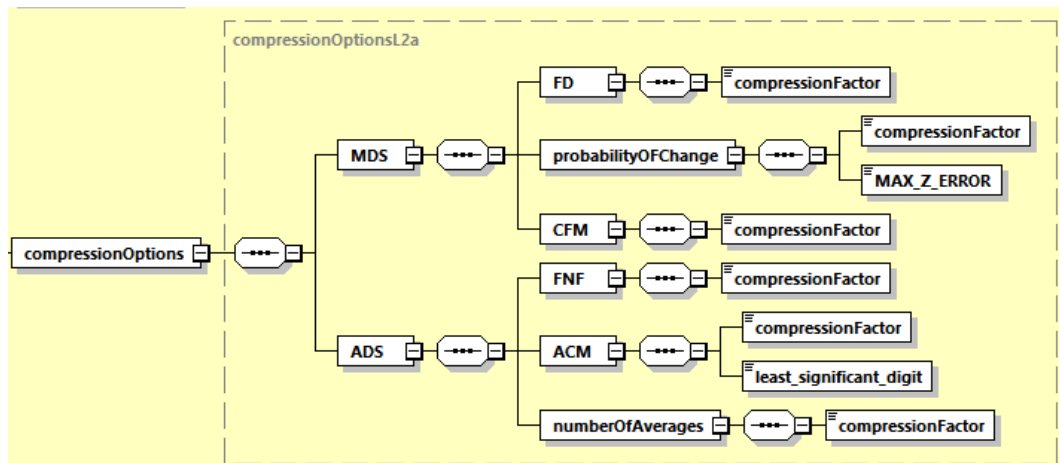 compressionOptionsL2a
FD
compressionFactor
compressionFactor
MDS
probabilityOFChange
MAX_Z_ERROR
CFM
compressionFactor
compressionOptions
FNF
compressionFactor
compressionFactor
ADS
ACM
least_significant_digit
numberOfAverages
compressionFactor